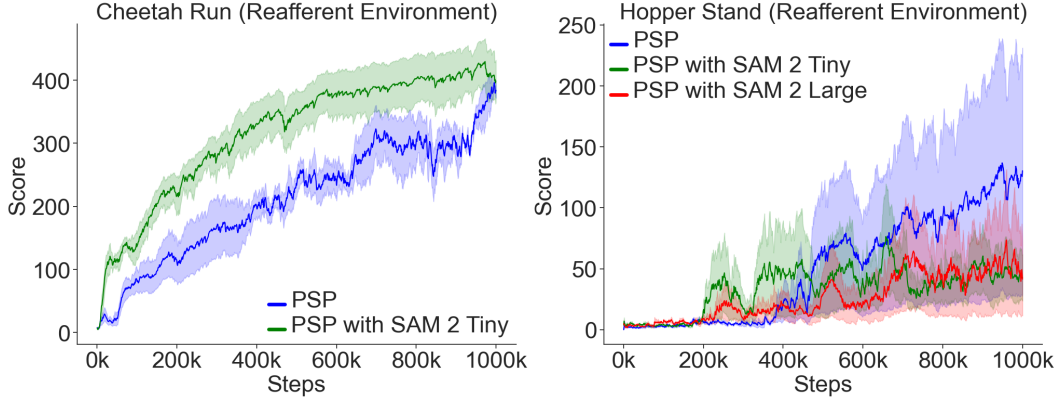 Cheetah Run (Reafferent Environment)
400
300
200
100
0
Score
PSP
PSP with SAM 2 Tiny
0k
200k
400k
600k
800k
1000k
Steps
Hopper Stand (Reafferent Environment)
250
200
150
100
50
0
Score
PSP
PSP with SAM 2 Tiny
PSP with SAM 2 Large
0k
200k
400k
600k
800k
1000k
Steps